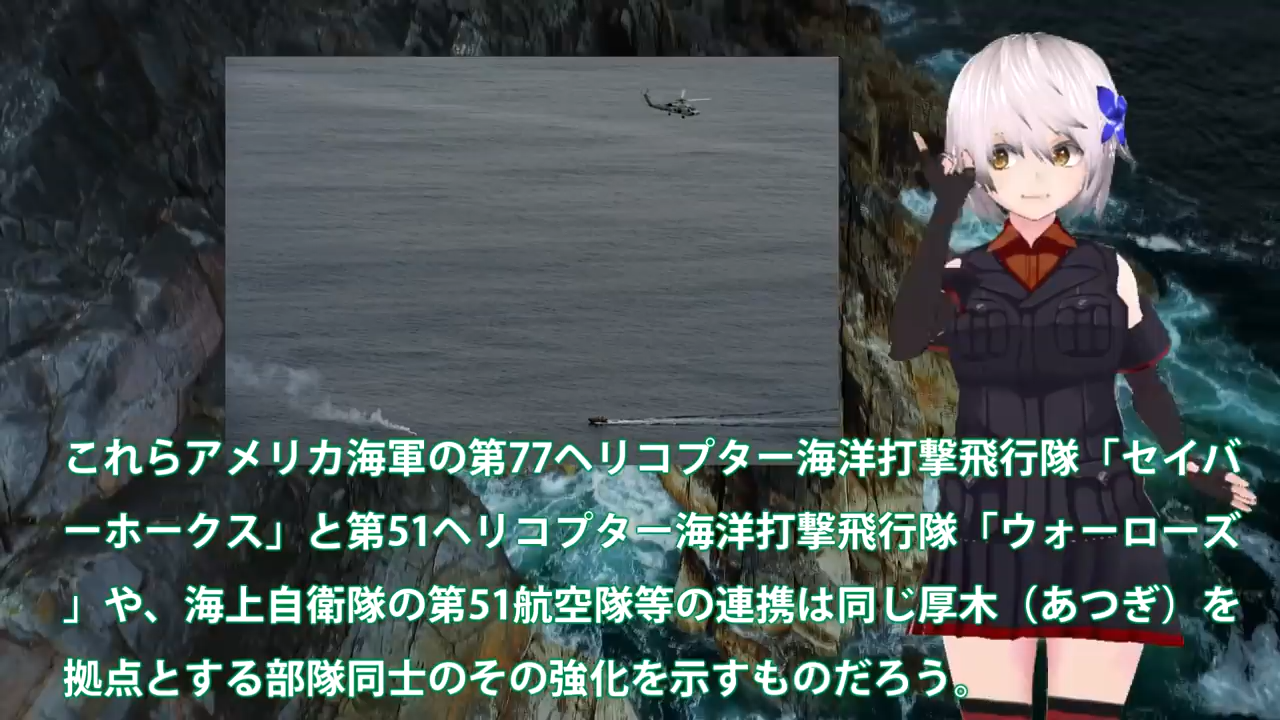 これらアメリカ海軍の第77ヘリコプター海洋打撃飛行隊「セイバ
ーホークス」と第51ヘリコプター海洋打撃飛行隊「ウォーローズ
」や、海上自衛隊の第51航空隊等の連携は同じ厚木（あつぎ）を
拠点とする部隊同士のその強化を示すものだろう。